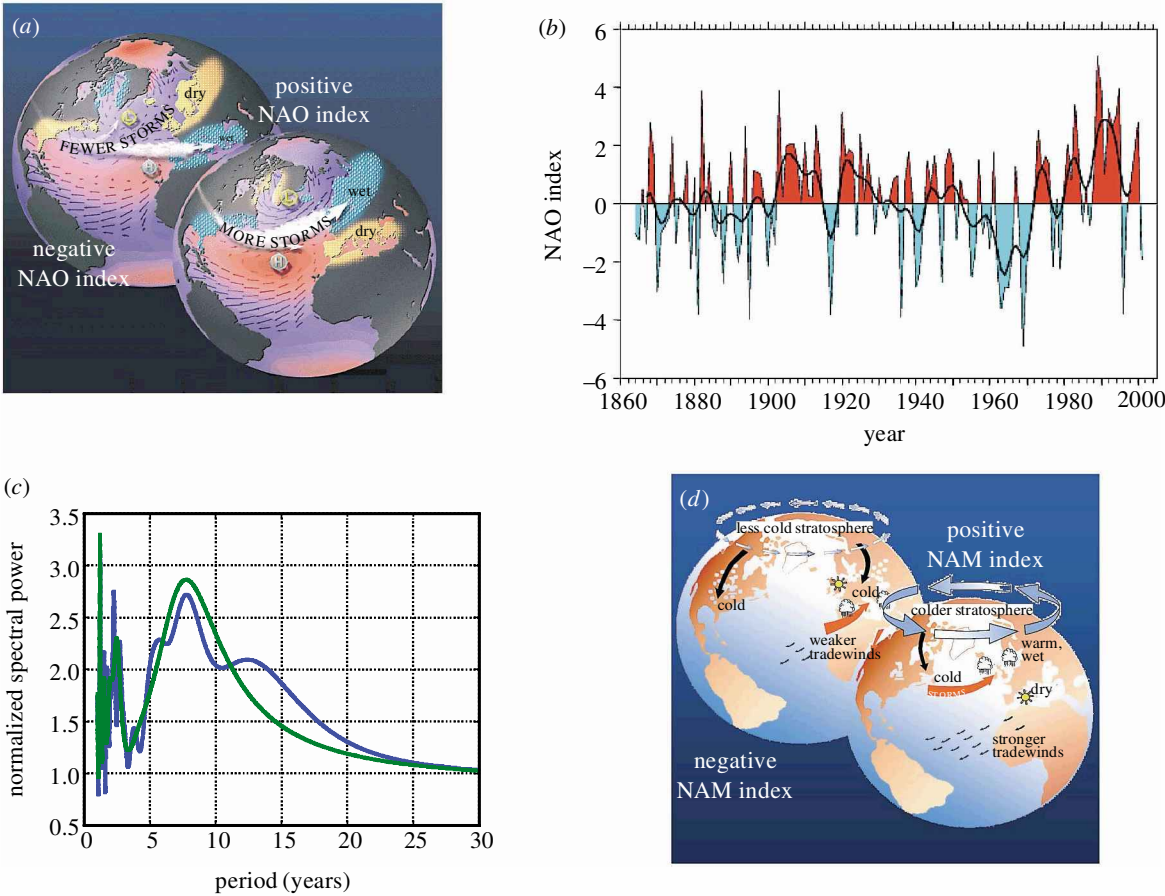 (a)
positive
NAO index
dry
L
FEWER STORMS
wet
H
wet
L
MORE STORMS
dry
H
negative
NAO index
(b)
6
4
2
0
−2
−4
−6
NAO index
1860 1880 1900 1920 1940 1960 1980 2000
year
(c)
3.5
3.0
2.5
2.0
1.5
1.0
0.5
normalized spectral power
0 5 10 15 20 25 30
period (years)
(d)
less cold stratosphere
positive
NAM index
cold
cold
colder stratosphere
weaker
tradewinds
warm,
wet
cold
STORMS
dry
stronger
tradewinds
negative
NAM index